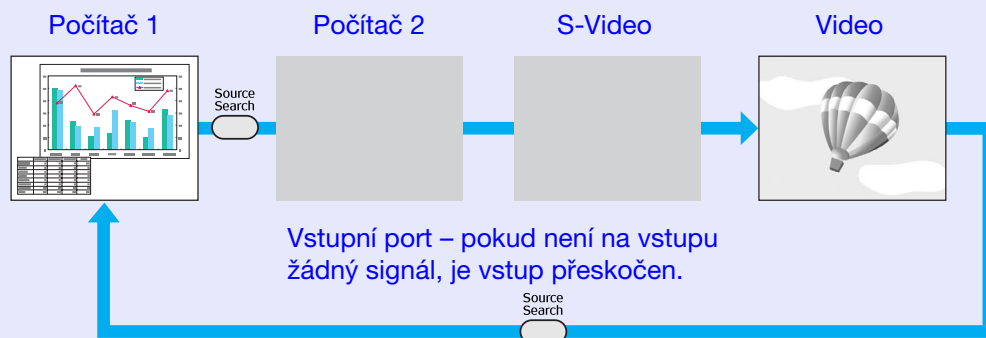 Počítač 1
Počítač 2
S-Video
Video
Source
Search
Vstupní port – pokud není na vstupu
žádný signál, je vstup přeskočen.
Source
Search